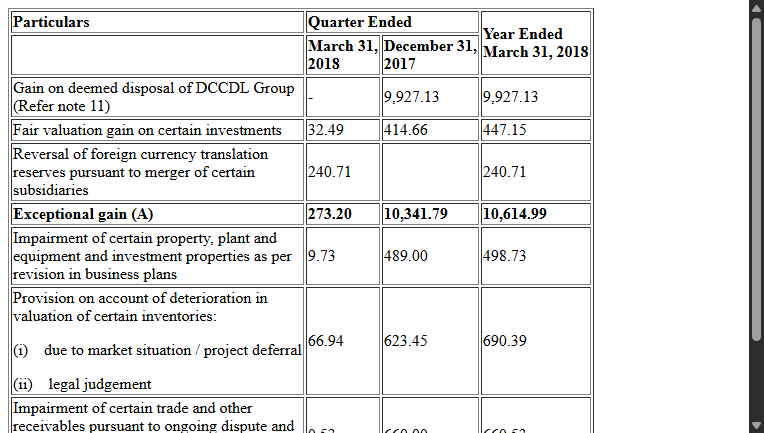 Particulars
Quarter Ended
Year Ended
March 31, 2018
March 31,
2018
December 31,
2017
Gain on deemed disposal of DCCDL Group
(Refer note 11)
-
9,927.13
9,927.13
Fair valuation gain on certain investments
32.49
414.66
447.15
Reversal of foreign currency translation
reserves pursuant to merger of certain
subsidiaries
240.71
240.71
Exceptional gain (A)
273.20
10,341.79
10,614.99
Impairment of certain property, plant and
equipment and investment properties as per
revision in business plans
9.73
489.00
498.73
Provision on account of deterioration in
valuation of certain inventories:
(i) due to market situation / project deferral
(ii) legal judgement
66.94
623.45
690.39
Impairment of certain trade and other
receivables pursuant to ongoing dispute and